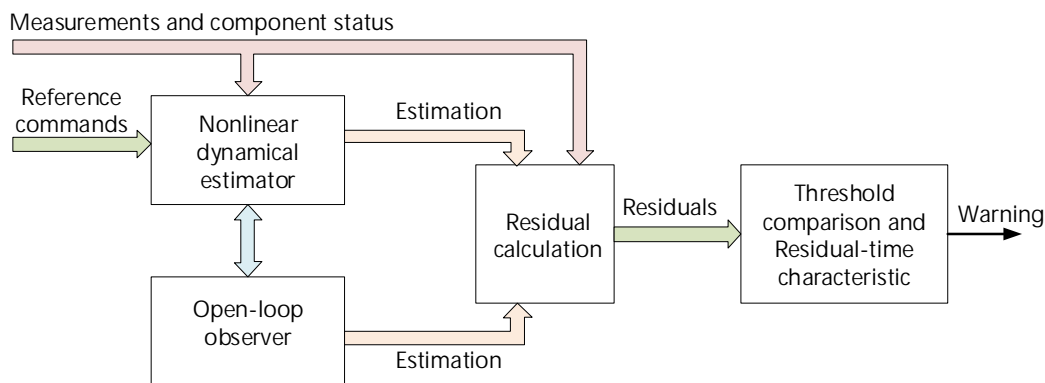 Measurements and component status
Reference
commands
Nonlinear
dynamical
estimator
Estimation
Residual
calculation
Residuals
Threshold
comparison and
Residual-time
characteristic
Warning
Open-loop
observer
Estimation